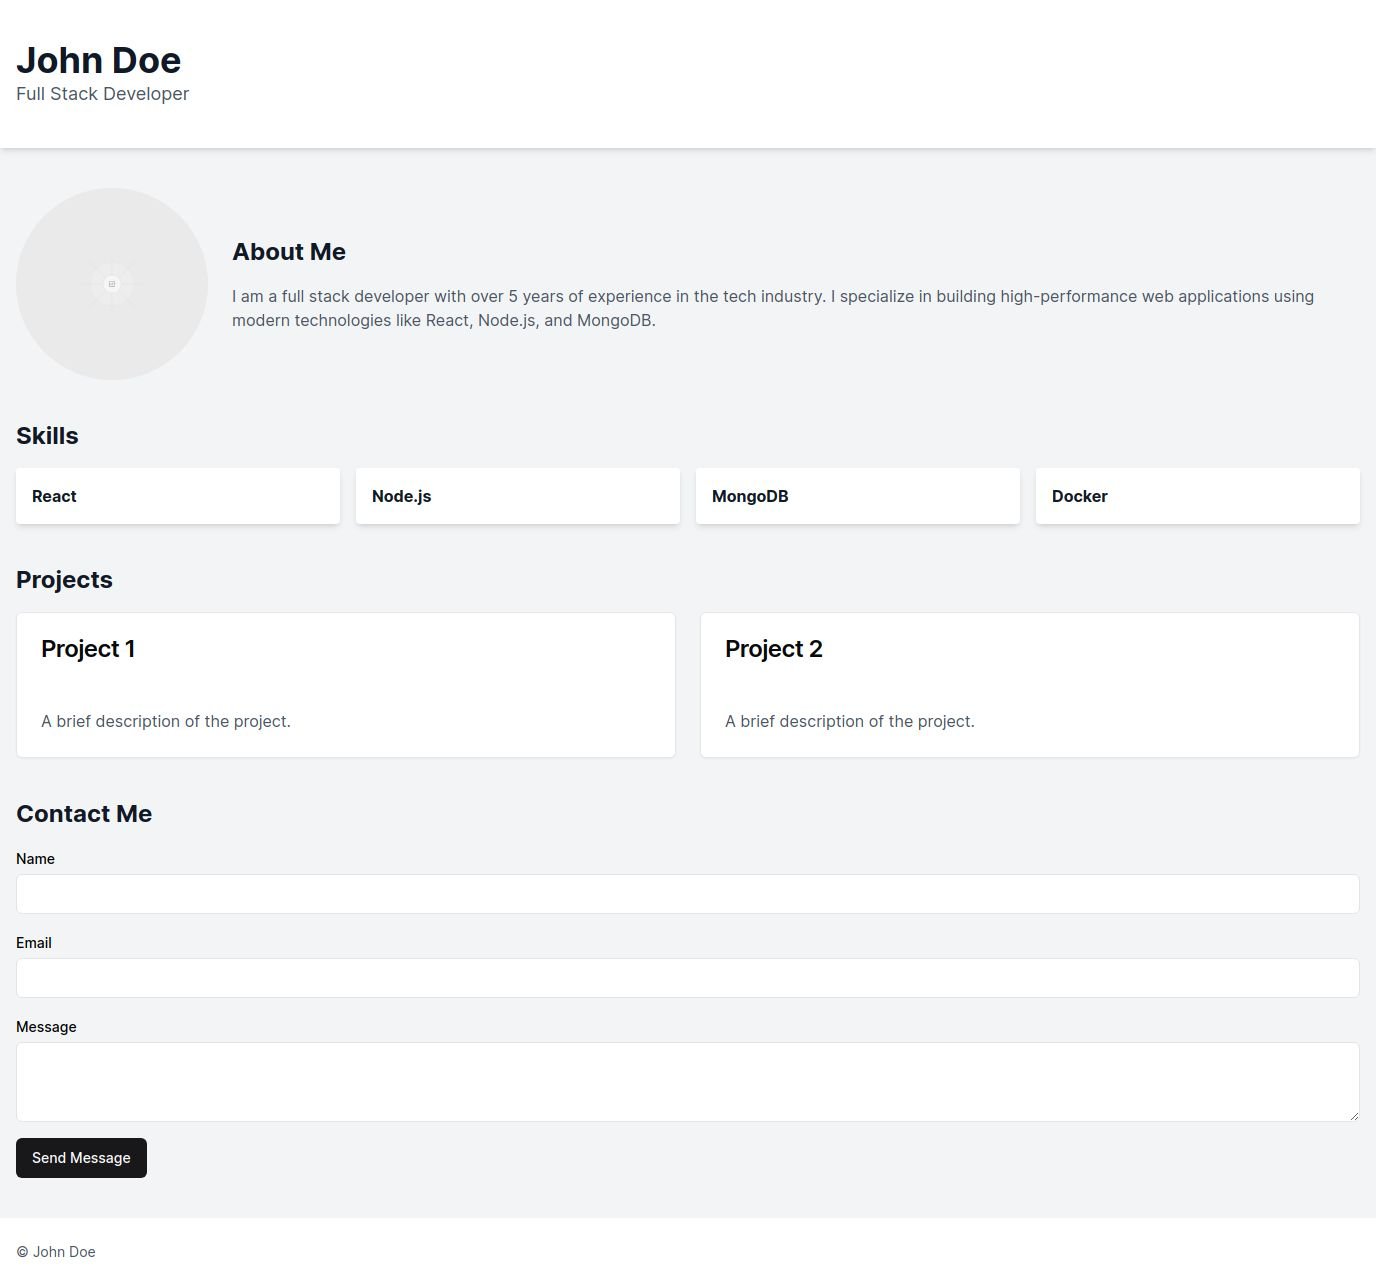 John Doe
Full Stack Developer
About Me
I am a full stack developer with over 5 years of experience in the tech industry. I specialize in building high-performance web applications using
modern technologies like React, Node.js, and MongoDB.
Skills
React
Node.js
MongoDB
Docker
Projects
Project 1
A brief description of the project.
Project 2
A brief description of the project.
Contact Me
Name
Email
Message
Send Message
© John Doe